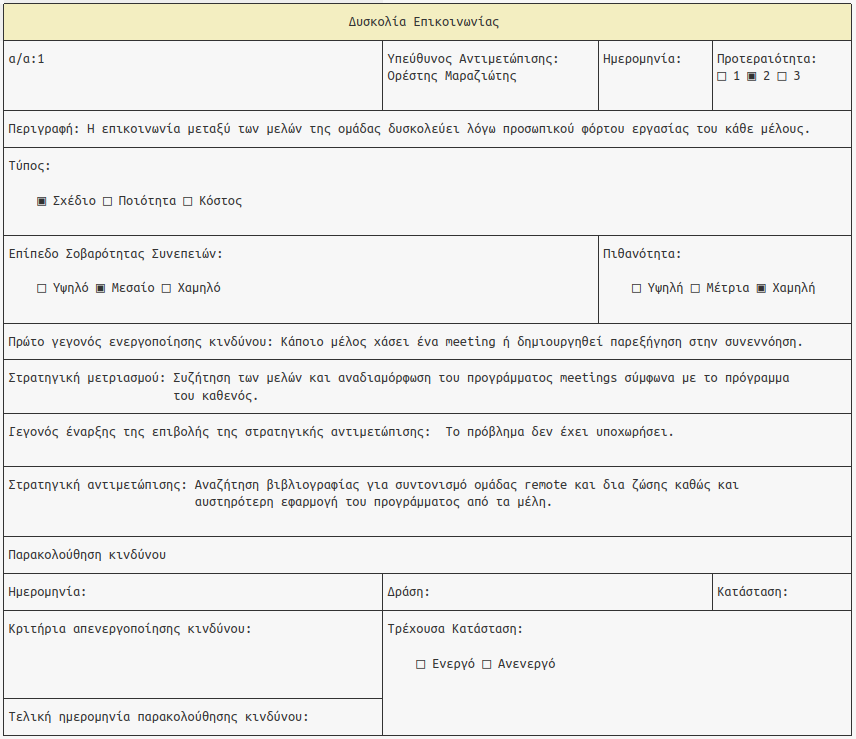 Δυσκολία Επικοινωνίας
α/α:1
Υπεύθυνος Αντιμετώπισης:
Ορέστης Μαραζιώτης
Ημερομηνία:
Προτεραιότητα:
□ 1 ▣ 2 □ 3
Περιγραφή: Η επικοινωνία μεταξύ των μελών της ομάδας δυσκολεύει λόγω προσωπικού φόρτου εργασίας του κάθε μέλους.
Τύπος:
▣ Σχέδιο □ Ποιότητα □ Κόστος
Επίπεδο Σοβαρότητας Συνεπειών:
□ Υψηλό ▣ Μεσαίο □ Χαμηλό
Πιθανότητα:
□ Υψηλή □ Μέτρια ▣ Χαμηλή
Πρώτο γεγονός ενεργοποίησης κινδύνου: Κάποιο μέλος χάσει ένα meeting ή δημιουργηθεί παρεξήγηση στην συνεννόηση.
Στρατηγική μετριασμού: Συζήτηση των μελών και αναδιαμόρφωση του προγράμματος meetings σύμφωνα με το πρόγραμμα
του καθενός.
Γεγονός έναρξης της επιβολής της στρατηγικής αντιμετώπισης: Το πρόβλημα δεν έχει υποχωρήσει.
Στρατηγική αντιμετώπισης: Αναζήτηση βιβλιογραφίας για συντονισμό ομάδας remote και δια ζώσης καθώς και
αυστηρότερη εφαρμογή του προγράμματος από τα μέλη.
Παρακολούθηση κινδύνου
Ημερομηνία:
Δράση:
Κατάσταση:
Κριτήρια απενεργοποίησης κινδύνου:
Τρέχουσα Κατάσταση:
□ Ενεργό □ Ανενεργό
Τελική ημερομηνία παρακολούθησης κινδύνου: